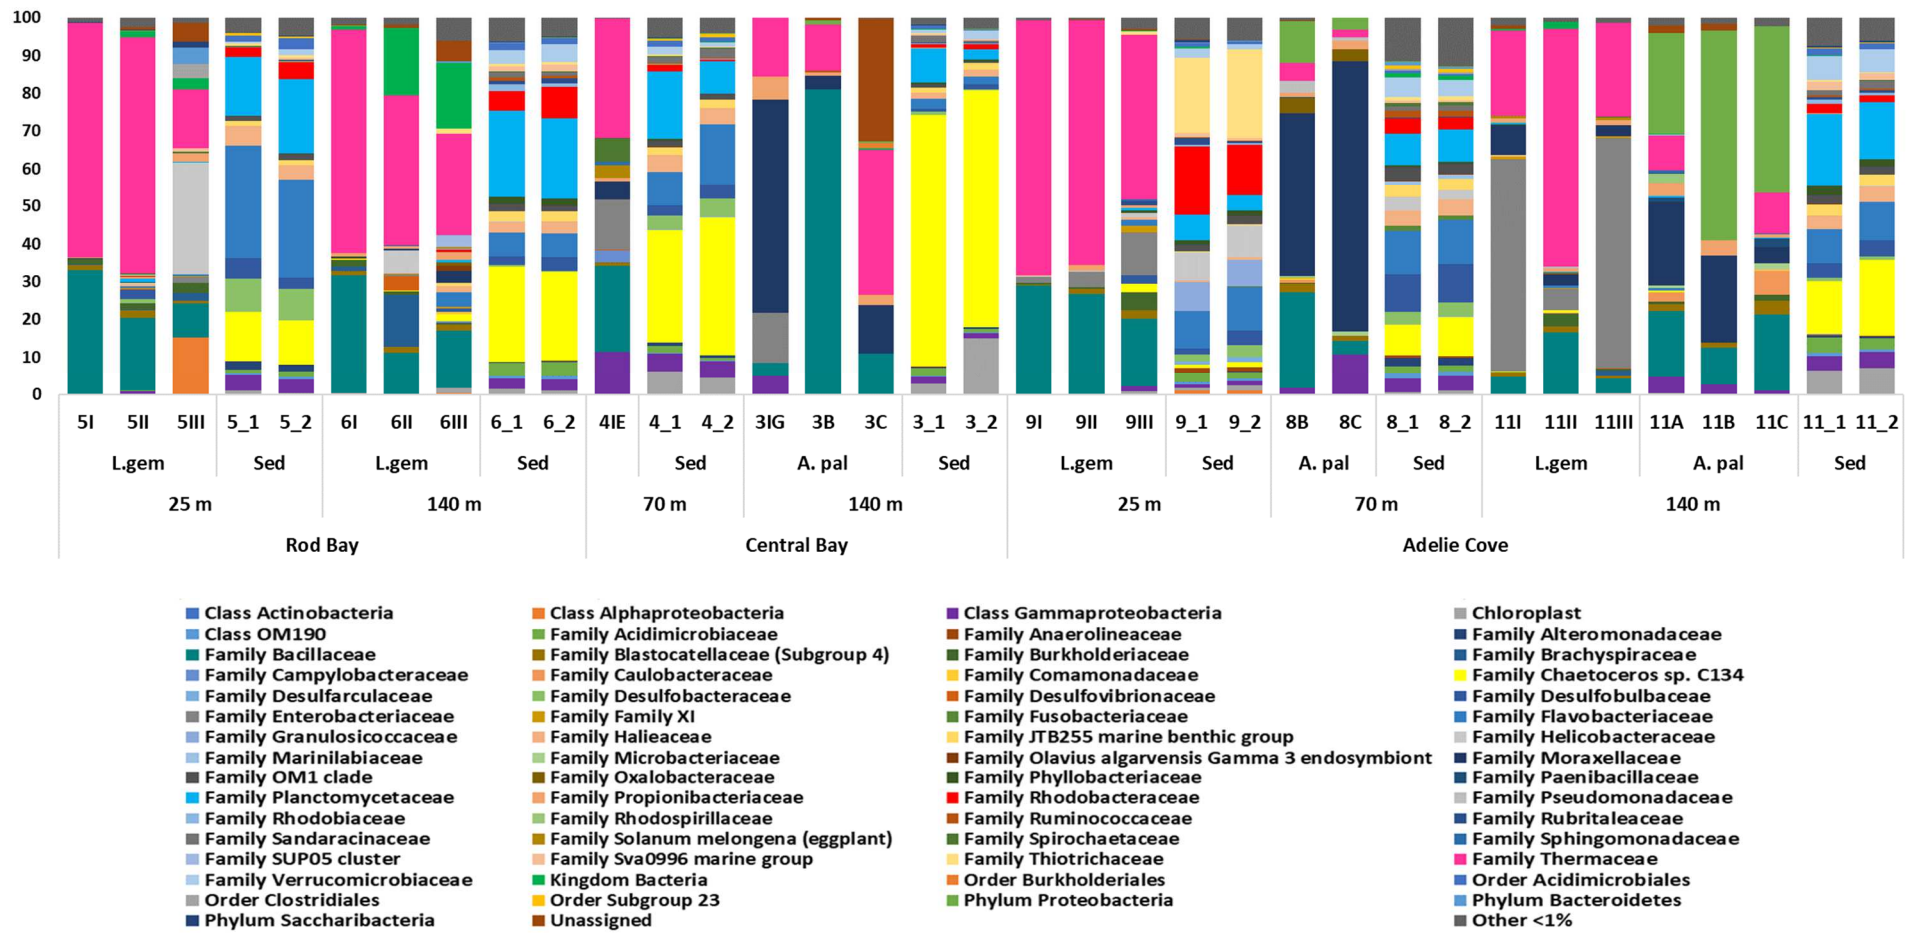 100
90
80
70
60
50
40
30
20
10
0
5I 5II 5III 5_1 5_2 6I 6II 6III 6_1 6_2 4IE 4_1 4_2 3IG 3B 3C 3_1 3_2 9I 9II 9III 9_1 9_2 8B 8C 8_1 8_2 11I 11II 11III 11A 11B 11C 11_1 11_2
L.gem Sed L.gem Sed Sed A. pal Sed L.gem Sed A. pal Sed L.gem A. pal Sed
25 m 140 m 70 m 140 m 25 m 70 m 140 m
Rod Bay Central Bay Adelie Cove
Class Actinobacteria Class Alphaproteobacteria Class Gammaproteobacteria Chloroplast
Class OM190 Family Acidimicrobiaceae Family Anaerolineaceae Family Alteromonadaceae
Family Bacillaceae Family Blastocatellaceae (Subgroup 4) Family Burkholderiaceae Family Brachyspiraceae
Family Campylobacteraceae Family Caulobacteraceae Family Comamonadaceae Family Chaetoceros sp. C134
Family Desulfarculaceae Family Desulfobacteraceae Family Desulfovibrionaceae Family Desulfobulbaceae
Family Enterobacteriaceae Family Family XI Family Fusobacteriaceae Family Flavobacteriaceae
Family Granulosicoccaceae Family Halieaceae Family JTB255 marine benthic group Family Helicobacteraceae
Family Marinilabiaceae Family Microbacteriaceae Family Olavius algarvensis Gamma 3 endosymbiont Family Moraxellaceae
Family OM1 clade Family Oxalobacteraceae Family Phyllobacteriaceae Family Paenibacillaceae
Family Planctomycetaceae Family Propionibacteriaceae Family Rhodobacteraceae Family Pseudomonadaceae
Family Rhodobiaceae Family Rhodospirillaceae Family Ruminococcaceae Family Rubritaleaceae
Family Sandaracinaceae Family Solanum melongena (eggplant) Family Spirochaetaceae Family Sphingomonadaceae
Family SUP05 cluster Family Sva0996 marine group Family Thiotrichaceae Family Thermaceae
Family Verrucomicrobiaceae Kingdom Bacteria Order Burkholderiales Order Acidimicrobiales
Order Clostridiales Order Subgroup 23 Phylum Proteobacteria Phylum Bacteroidetes
Phylum Saccharibacteria Unassigned Other <1%